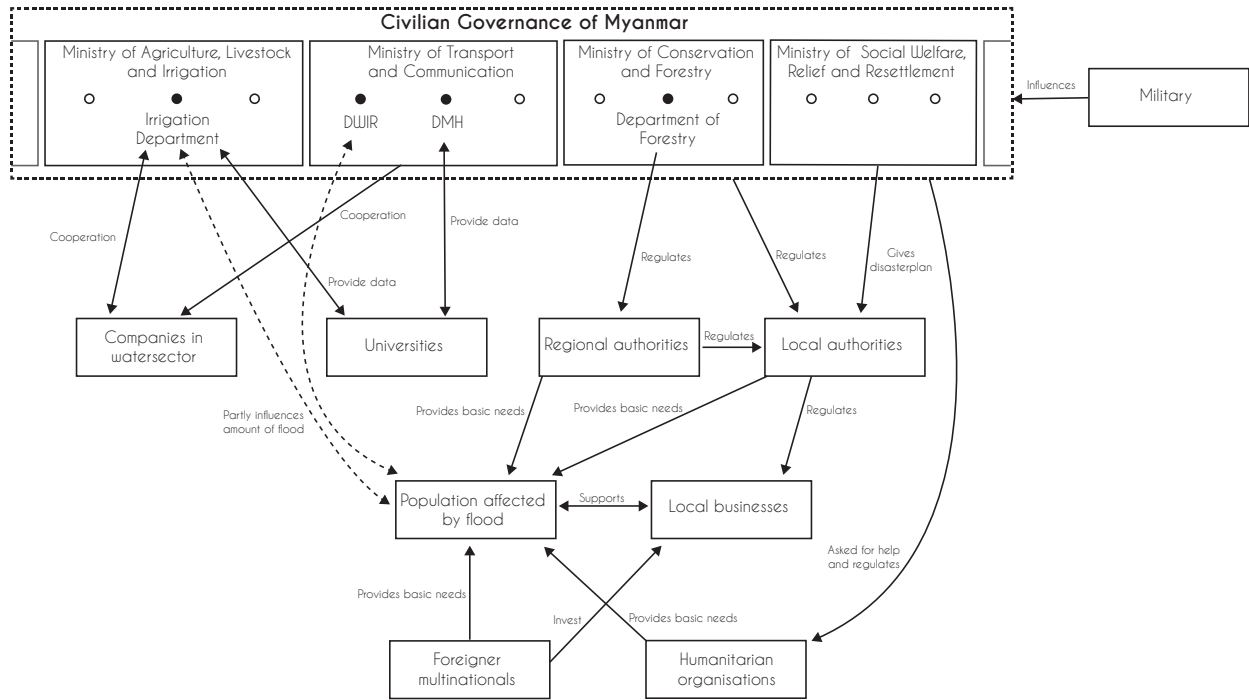 Civilian Governance of Myanmar
Ministry of Agriculture, Livestock
and Irrigation
Irrigation
Department
Ministry of Transport
and Communication
DWIR
DMH
Ministry of Conservation
and Forestry
Department of
Forestry
Ministry of Social Welfare,
Relief and Resettlement
Influences
Military
Cooperation
Cooperation
Provide data
Provide data
Regulates
Regulates
Gives
disasterplan
Companies in
watersector
Universities
Regional authorities
Regulates
Local authorities
Partly influences
amount of flood
Provides basic needs
Provides basic needs
Regulates
Population affected
by flood
Supports
Local businesses
Asked for help
and regulates
Provides basic needs
Invest
Provides basic needs
Foreigner
multinationals
Humanitarian
organisations